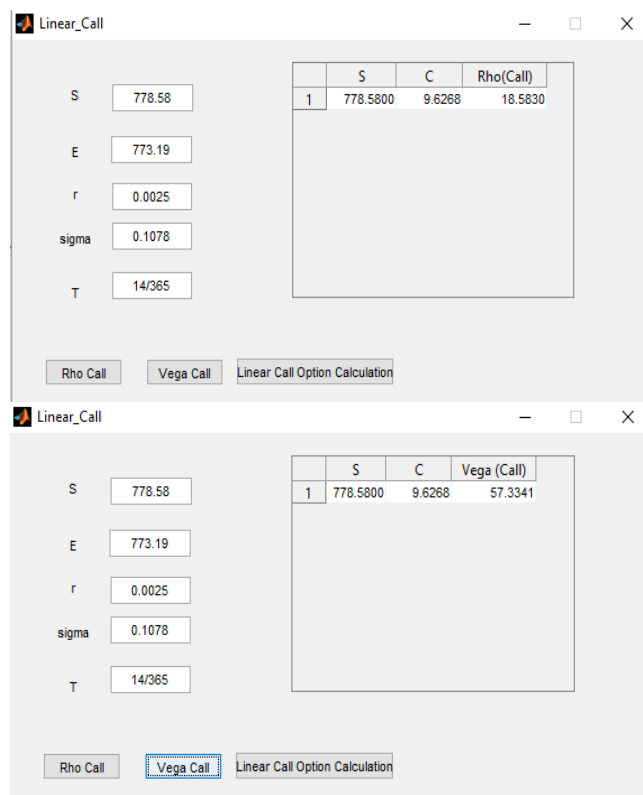 Linear_Call
S C Rho(Call)
1 778.5800 9.6268 18.5830
S 778.58
E 773.19
r 0.0025
sigma 0.1078
T 14/365
Rho Call Vega Call Linear Call Option Calculation
Linear_Call
S C Vega (Call)
1 778.5800 9.6268 57.3341
S 778.58
E 773.19
r 0.0025
sigma 0.1078
T 14/365
Rho Call Vega Call Linear Call Option Calculation